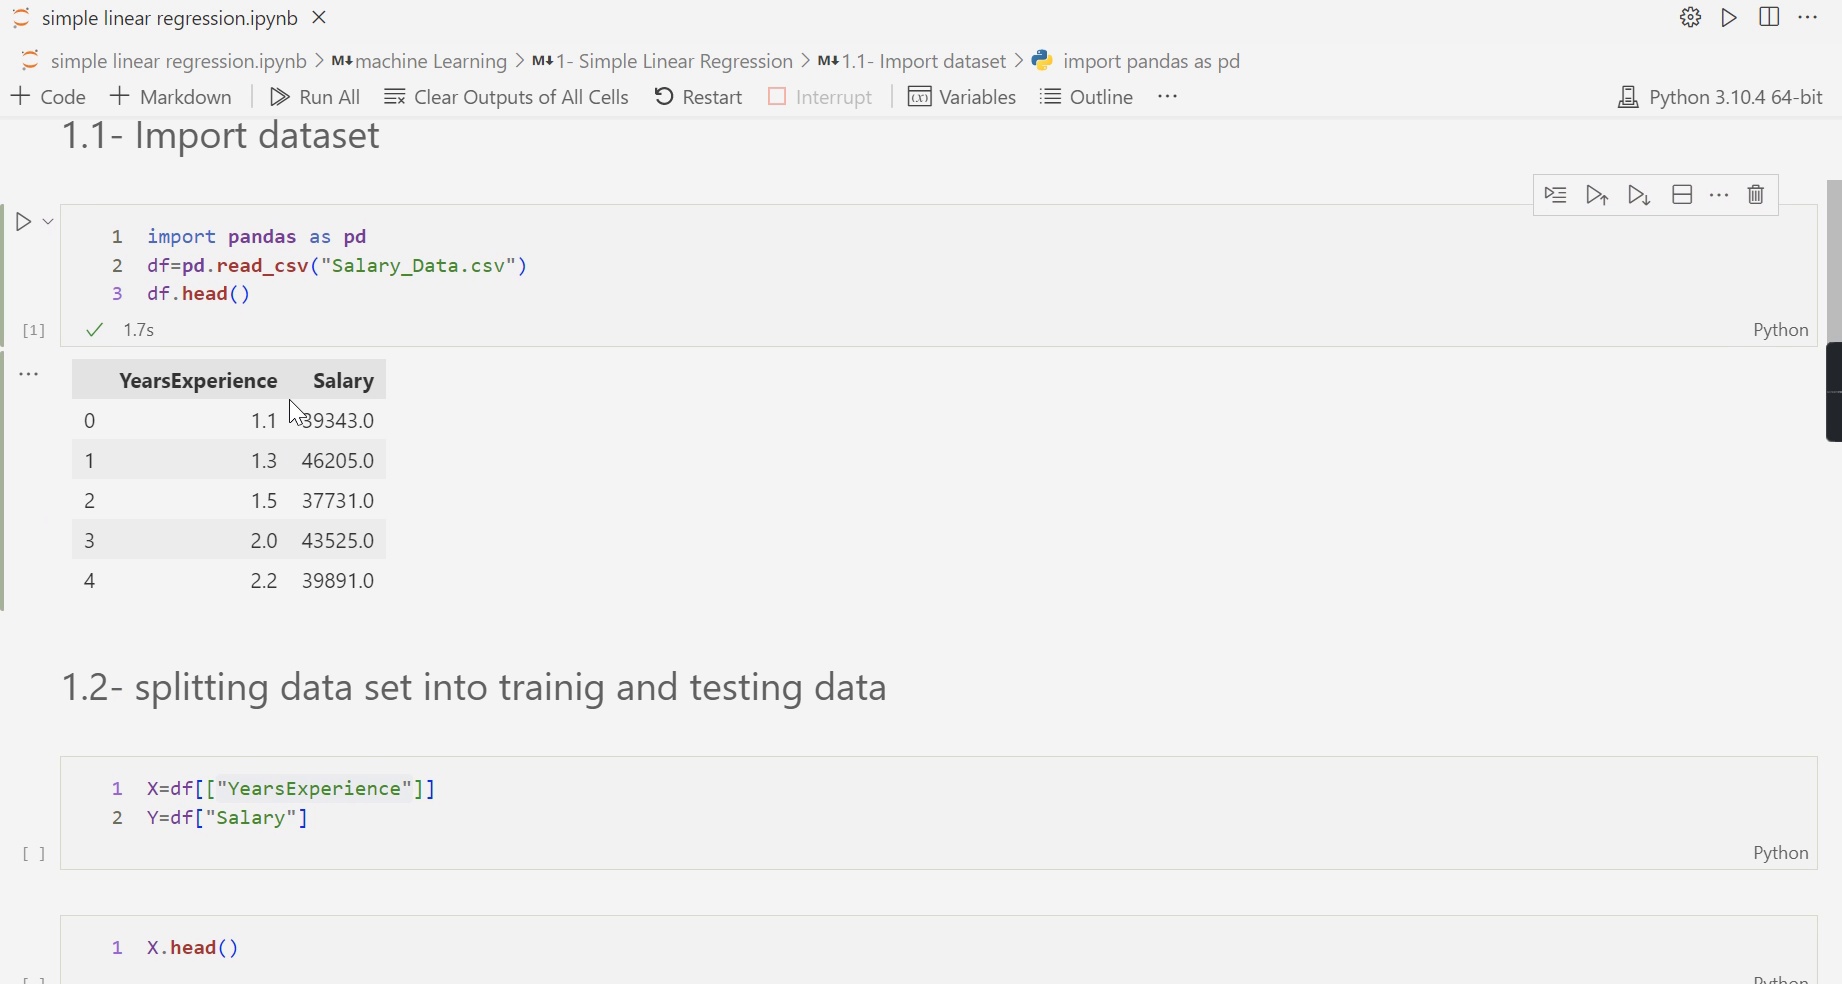 simple linear regression.ipynb
simple linear regression.ipynb > M↓ machine Learning > M↓ 1- Simple Linear Regression > M↓ 1.1- Import dataset > import pandas as pd
+ Code + Markdown Run All Clear Outputs of All Cells Restart Interrupt (x) Variables Outline ... Python 3.10.4 64-bit
1.1- Import dataset
1 import pandas as pd
2 df=pd.read_csv("Salary_Data.csv")
3 df.head()
[1] ✓ 1.7s Python
YearsExperience Salary
0 1.1 39343.0
1 1.3 46205.0
2 1.5 37731.0
3 2.0 43525.0
4 2.2 39891.0
1.2- splitting data set into trainig and testing data
1 X=df[["YearsExperience"]]
2 Y=df["Salary"]
[ ] Python
1 X.head()
[ ] Python